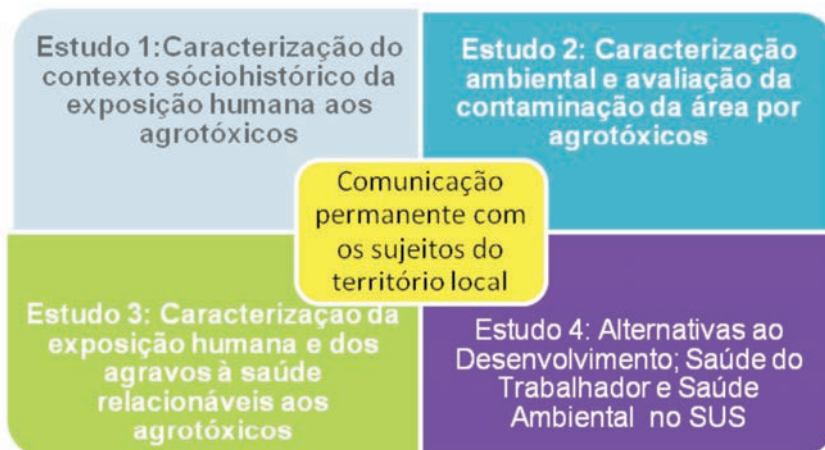 Estudo 1:Caracterização do
contexto sóciohistórico da
exposição humana aos
agrotóxicos
Estudo 2: Caracterização
ambiental e avaliação da
contaminação da área por
agrotóxicos
Comunicação
permanente com
os sujeitos do
território local
Estudo 3: Caracterização da
exposição humana e dos
agravos à saúde
relacionáveis aos
agrotóxicos
Estudo 4: Alternativas ao
Desenvolvimento; Saúde do
Trabalhador e Saúde
Ambiental no SUS